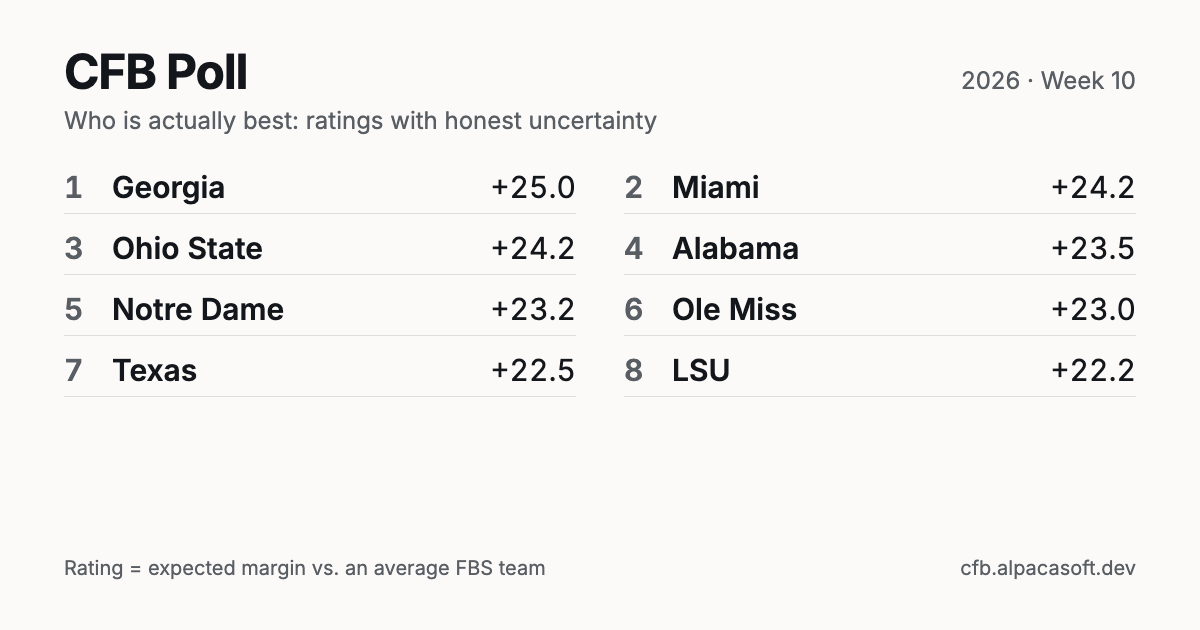 CFB Poll
2026 · Week 10
Who is actually best: ratings with honest uncertainty
1 Georgia +25.0
2 Miami +24.2
3 Ohio State +24.2
4 Alabama +23.5
5 Notre Dame +23.2
6 Ole Miss +23.0
7 Texas +22.5
8 LSU +22.2
Rating = expected margin vs. an average FBS team
cfb.alpacasoft.dev